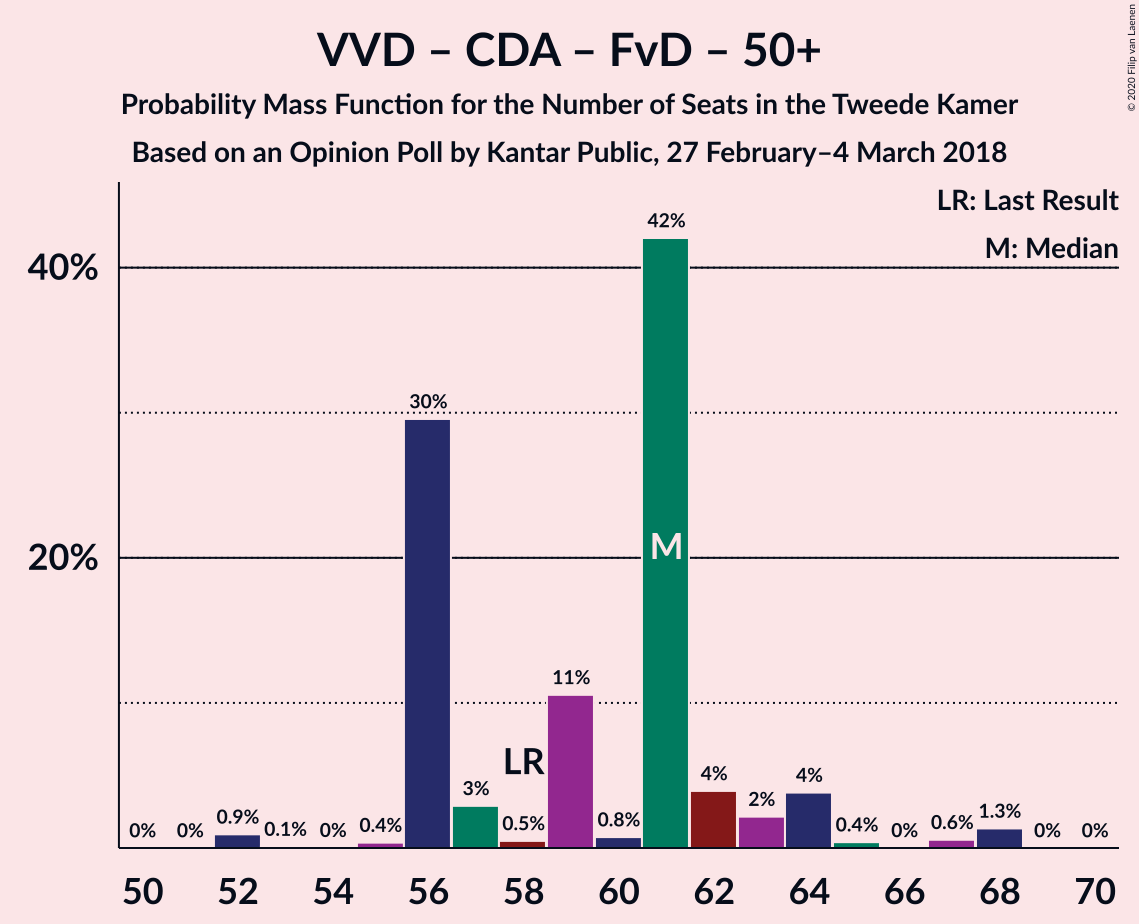 VVD – CDA – FvD – 50+
Probability Mass Function for the Number of Seats in the Tweede Kamer
Based on an Opinion Poll by Kantar Public, 27 February–4 March 2018
© 2020 Filip van Laenen
LR: Last Result
M: Median
40%
20%
0%
0%
0.9%
0.1%
0%
0.4%
30%
3%
0.5%
LR
11%
0.8%
42%
M
4%
2%
4%
0.4%
0%
0.6%
1.3%
0%
0%
50 52 54 56 58 60 62 64 66 68 70